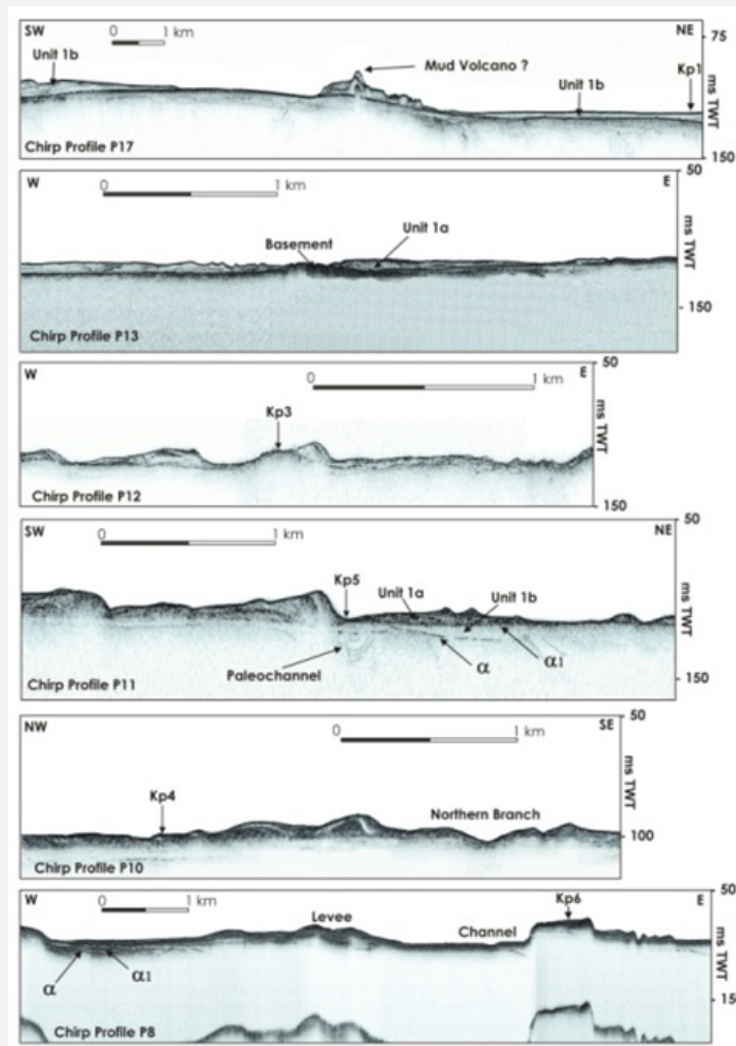 SW 0 1 km NE 75
Unit 1b
Mud Volcano ?
Unit 1b
Kp1
ms TWT
Chirp Profile P17
150
W 0 1 km E 50
Unit 1a
Basement
ms TWT
150
Chirp Profile P13
W 0 1 km E 50
Kp3
ms TWT
Chirp Profile P12
150
SW 0 1 km NE 50
Kp5
Unit 1a
Unit 1b
ms TWT
Paleochannel
α
α1
Chirp Profile P11
150
NW 0 1 km SE 50
Kp4
Northern Branch
ms TWT
100
Chirp Profile P10
W 0 1 km Kp6 E 50
Levee
Channel
ms TWT
α
α1
15
Chirp Profile P8